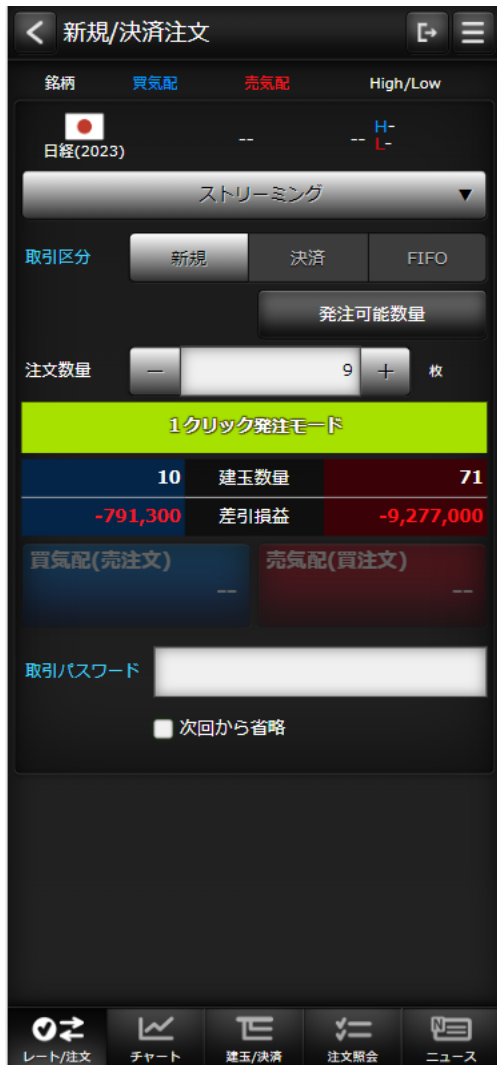 新規/決済注文
銘柄 買気配 売気配 High/Low
日経(2023) -- -- H-
L-
ストリーミング ▼
取引区分 新規 決済 FIFO
発注可能数量
注文数量 － 9 ＋ 枚
1クリック発注モード
10 建玉数量 71
-791,300 差引損益 -9,277,000
買気配(売注文) 売気配(買注文)
-- --
取引パスワード
次回から省略
レート/注文 チャート 建玉/決済 注文照会 ニュース